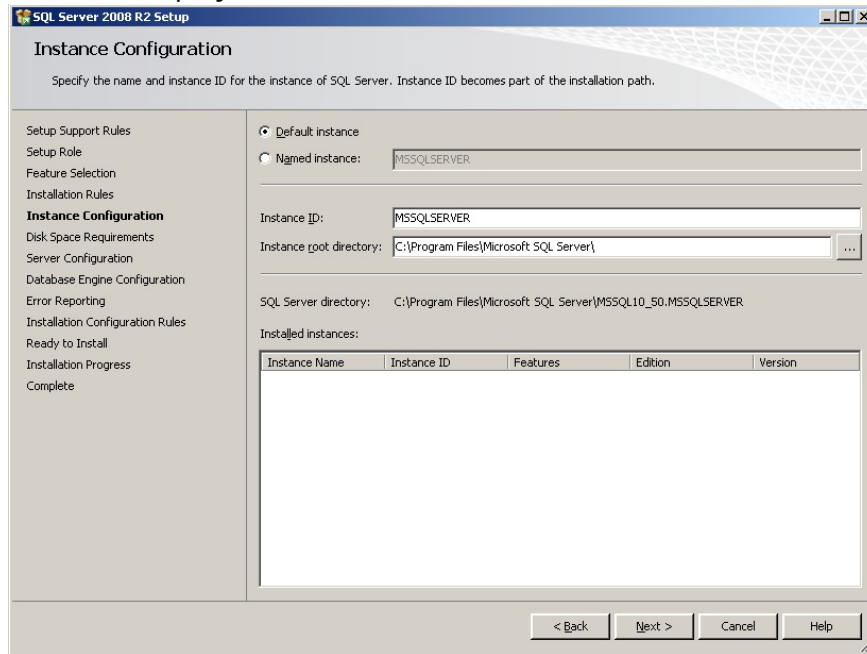 SQL Server 2008 R2 Setup
Instance Configuration
Specify the name and instance ID for the instance of SQL Server. Instance ID becomes part of the installation path.
Setup Support Rules
Setup Role
Feature Selection
Installation Rules
Instance Configuration
Disk Space Requirements
Server Configuration
Database Engine Configuration
Error Reporting
Installation Configuration Rules
Ready to Install
Installation Progress
Complete
Default instance
Named instance: MSSQLSERVER
Instance ID: MSSQLSERVER
Instance root directory: C:\Program Files\Microsoft SQL Server\ ...
SQL Server directory: C:\Program Files\Microsoft SQL Server\MSSQL10_50.MSSQLSERVER
Installed instances:
Instance Name Instance ID Features Edition Version
< Back Next > Cancel Help